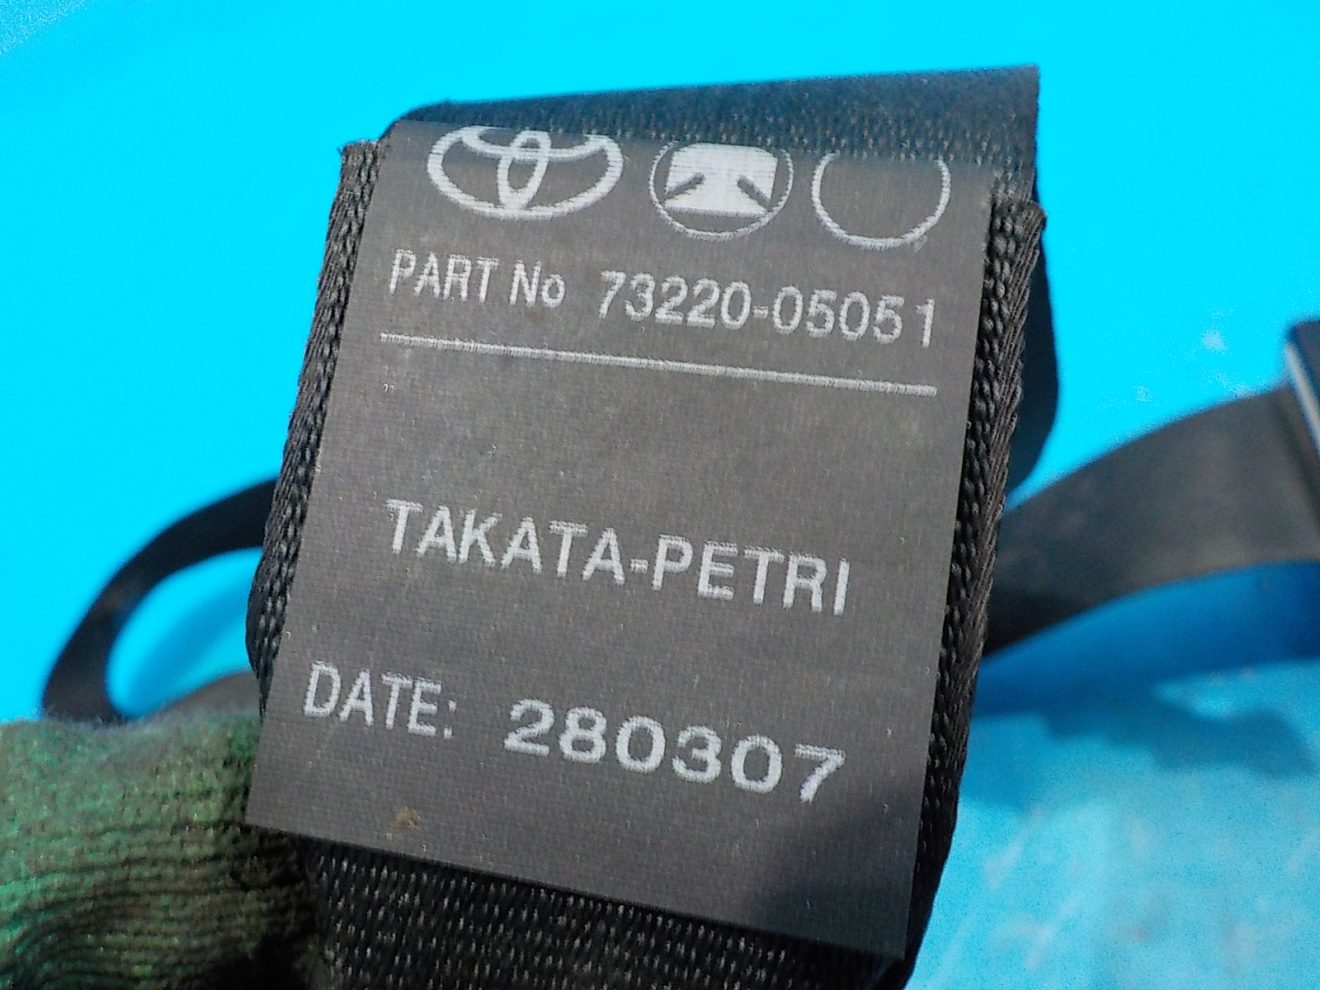 PART No 73220-05051
TAKATA-PETRI
DATE: 280307